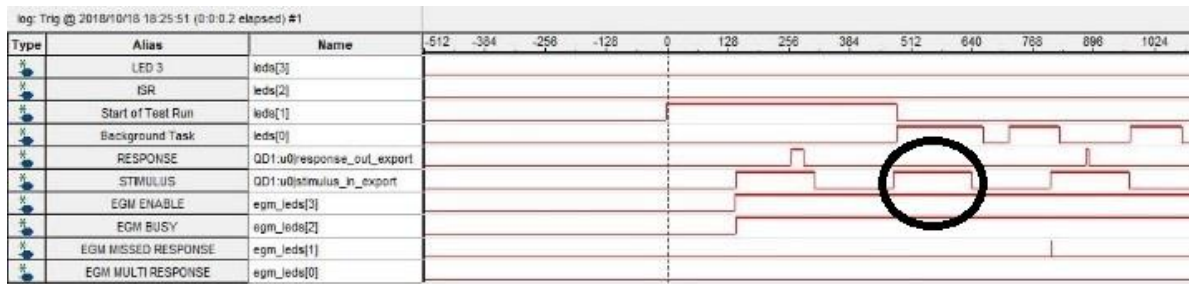 log: Trig @ 2018/10/16 18:25:51 (0:0:0.2 elapsed) #1
Type Alias Name -512 -384 -256 -128 0 128 256 384 512 640 768 896 1024
LED 3 leds[3]
ISR leds[2]
Start of Test Run leds[1]
Background Task leds[0]
RESPONSE QD1:u0|response_out_export
STIMULUS QD1:u0|stimulus_in_export
EGM ENABLE egm_leds[3]
EGM BUSY egm_leds[2]
EGM MISSED RESPONSE egm_leds[1]
EGM MULTI RESPONSE egm_leds[0]